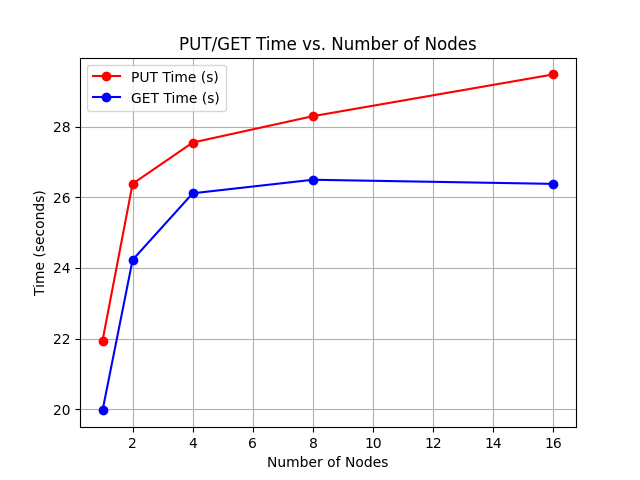 PUT/GET Time vs. Number of Nodes
PUT Time (s)
GET Time (s)
28
26
24
22
20
Time (seconds)
2 4 6 8 10 12 14 16
Number of Nodes